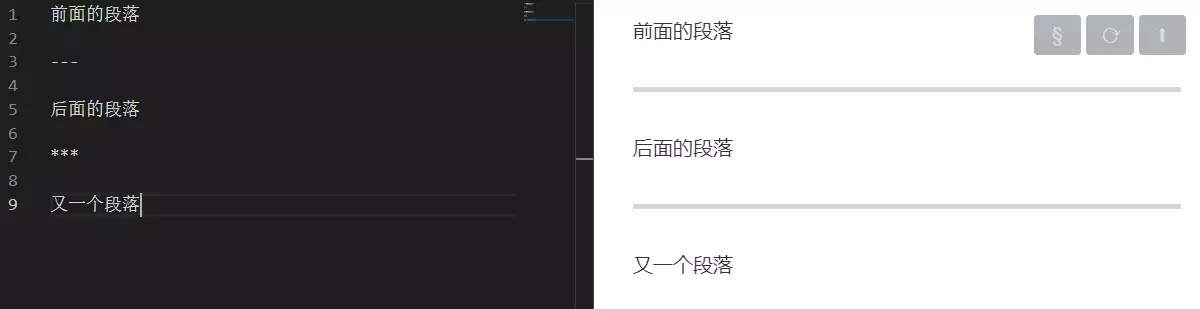 1 前面的段落
2
3 ---
4
5 后面的段落
6
7 ***
8
9 又一个段落
前面的段落
§
后面的段落
又一个段落